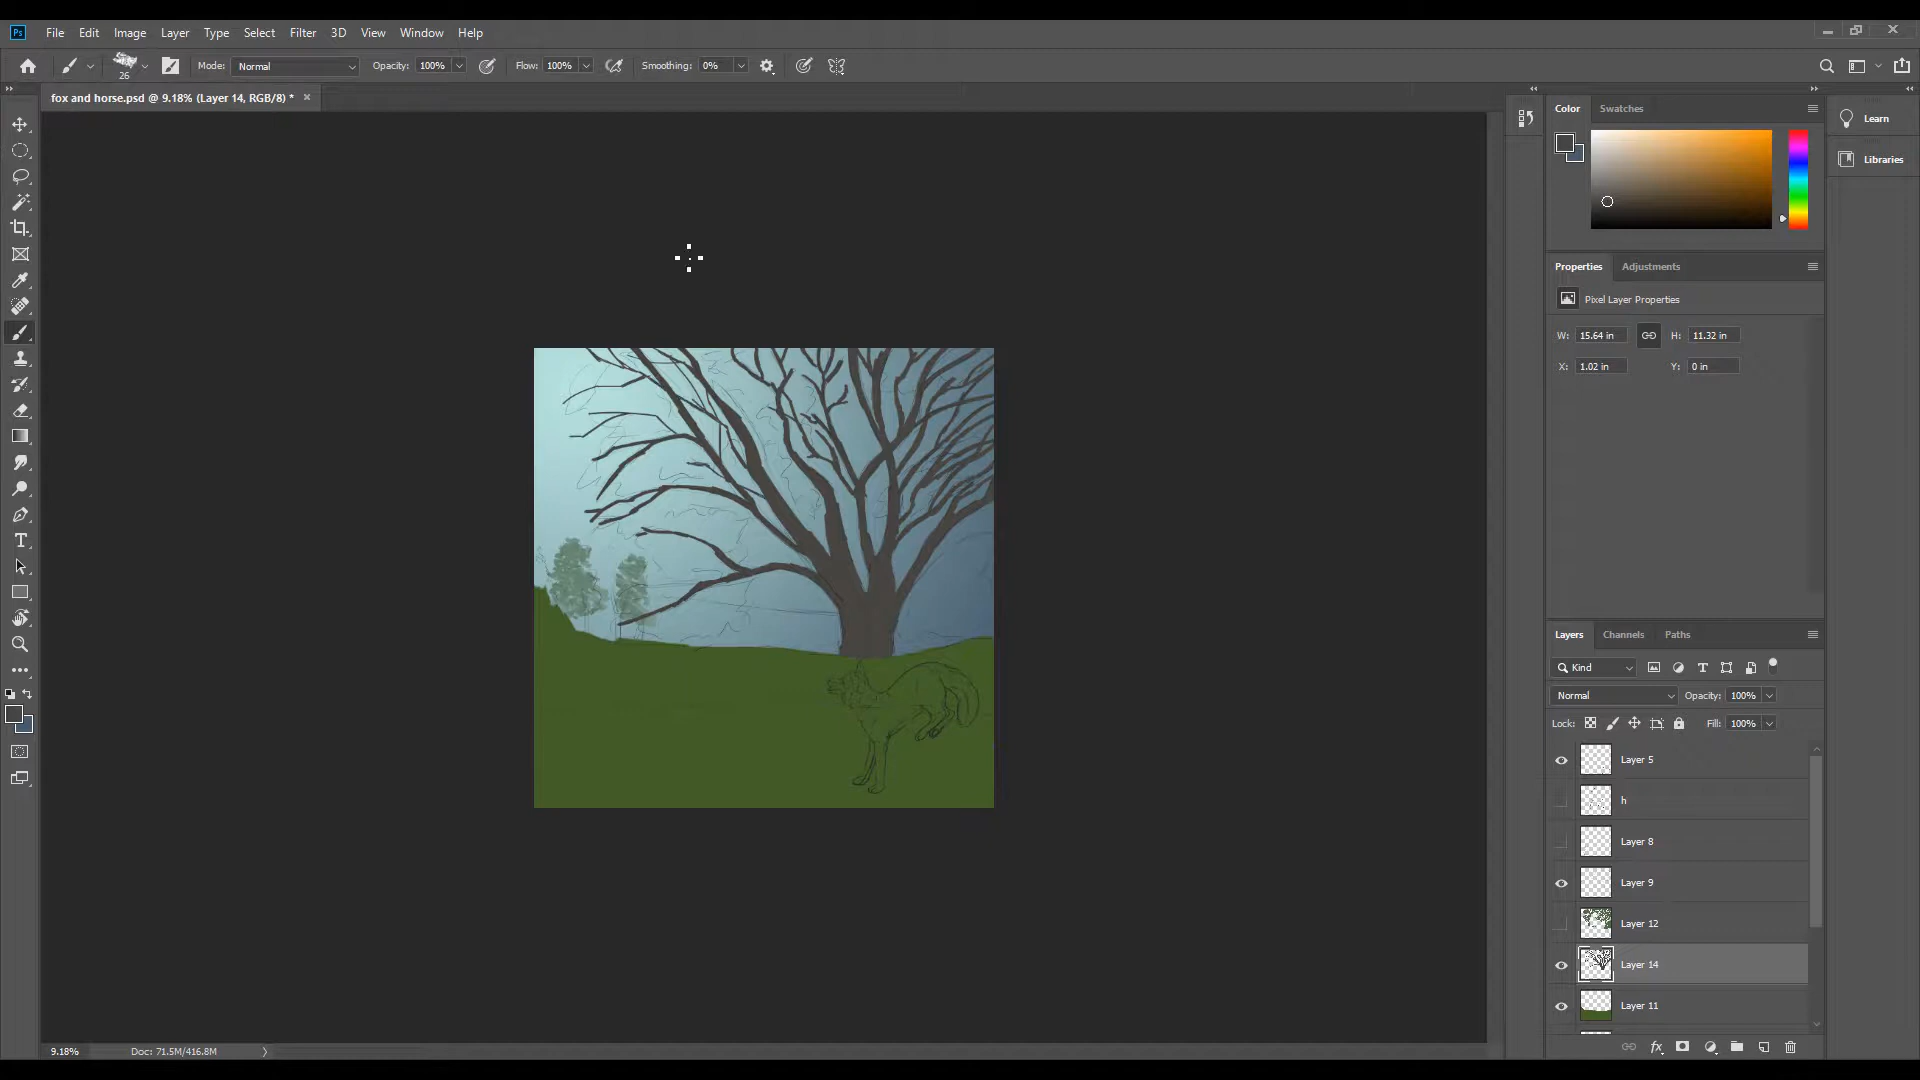 Ps File Edit Image Layer Type Select Filter 3D View Window Help
26 Mode: Normal Opacity: 100% Flow: 100% Smoothing: 0%
fox and horse.psd @ 9.18% (Layer 14, RGB/8) *
Color Swatches
Learn
Libraries
Properties Adjustments
Pixel Layer Properties
W: 15.64 in H: 11.32 in
X: 1.02 in Y: 0 in
Layers Channels Paths
Kind
Normal Opacity: 100%
Lock: Fill: 100%
Layer 5
h
Layer 8
Layer 9
Layer 12
Layer 14
Layer 11
fx
9.18% Doc: 71.5M/416.8M